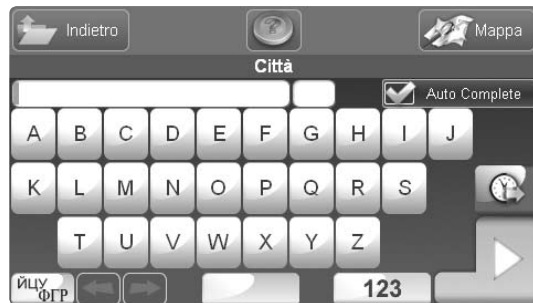 Indietro ? Mappa
Città
Auto Complete
A B C D E F G H I J
K L M N O P Q R S
T U V W X Y Z
ЙЦУ ФГР 123